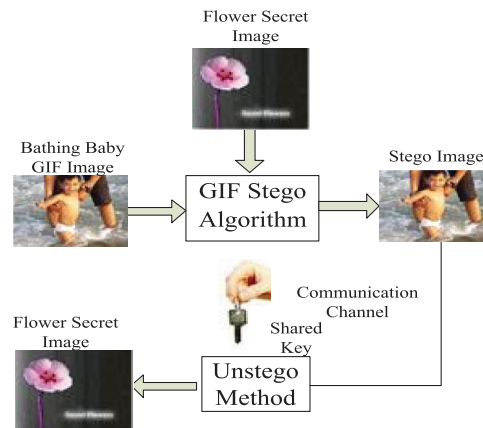 Flower Secret
Image
Bathing Baby
GIF Image
GIF Stego
Algorithm
Stego Image
Communication
Channel
Shared
Key
Flower Secret
Image
Unstego
Method